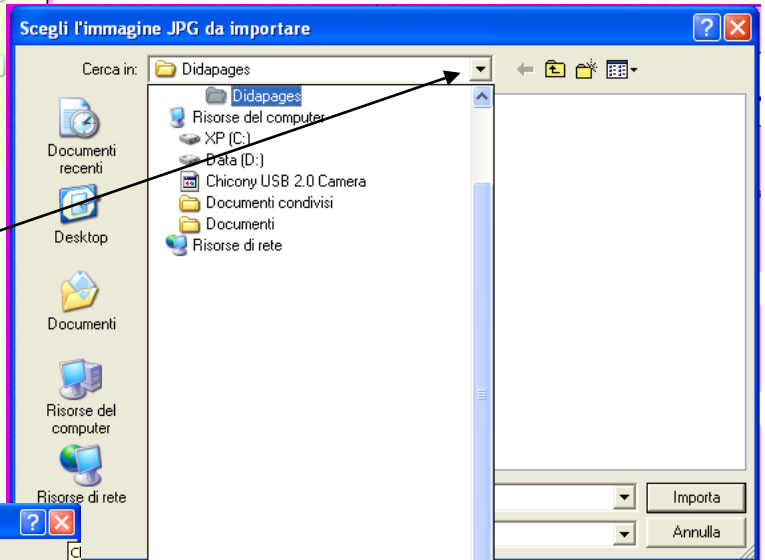 Scegli l'immagine JPG da importare
Cerca in: Didapages
Didapages
Risorse del computer
XP (C:)
Data (D:)
Chicony USB 2.0 Camera
Documenti condivisi
Documenti
Risorse di rete
Documenti
recenti
Desktop
Documenti
Risorse del
computer
Risorse di rete
Importa
Annulla